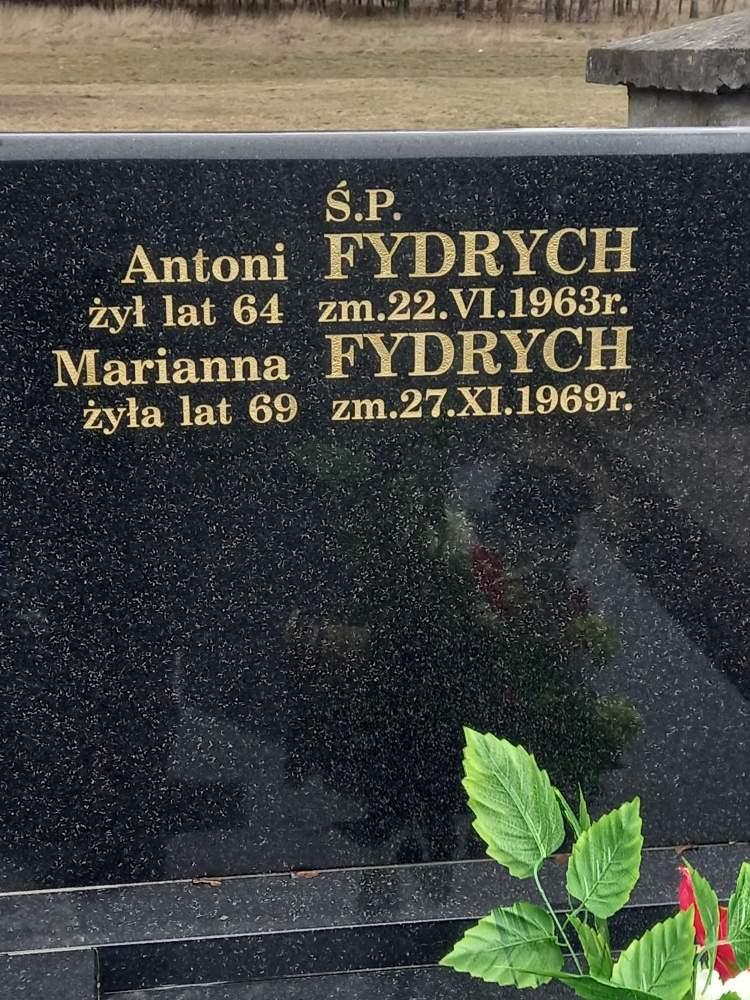 Ś.P.
Antoni FYDRYCH
żył lat 64 zm.22.VI.1963r.
Marianna FYDRYCH
żyła lat 69 zm.27.XI.1969r.